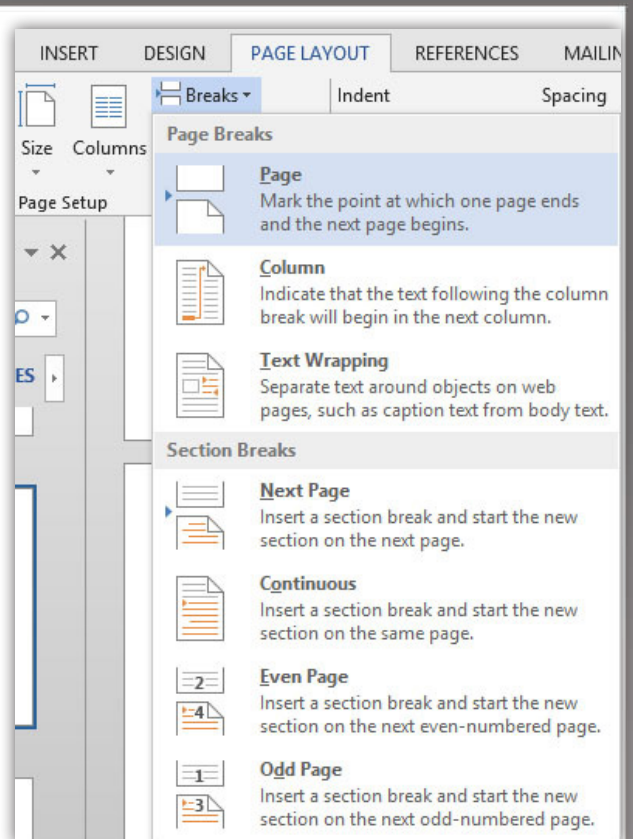 INSERT DESIGN PAGE LAYOUT REFERENCES MAILIN
Breaks Indent Spacing
Size Columns
Page Setup
ES
Page Breaks
Page
Mark the point at which one page ends
and the next page begins.
Column
Indicate that the text following the column
break will begin in the next column.
Text Wrapping
Separate text around objects on web
pages, such as caption text from body text.
Section Breaks
Next Page
Insert a section break and start the new
section on the next page.
Continuous
Insert a section break and start the new
section on the same page.
2
4
Even Page
Insert a section break and start the new
section on the next even-numbered page.
1
3
Odd Page
Insert a section break and start the new
section on the next odd-numbered page.